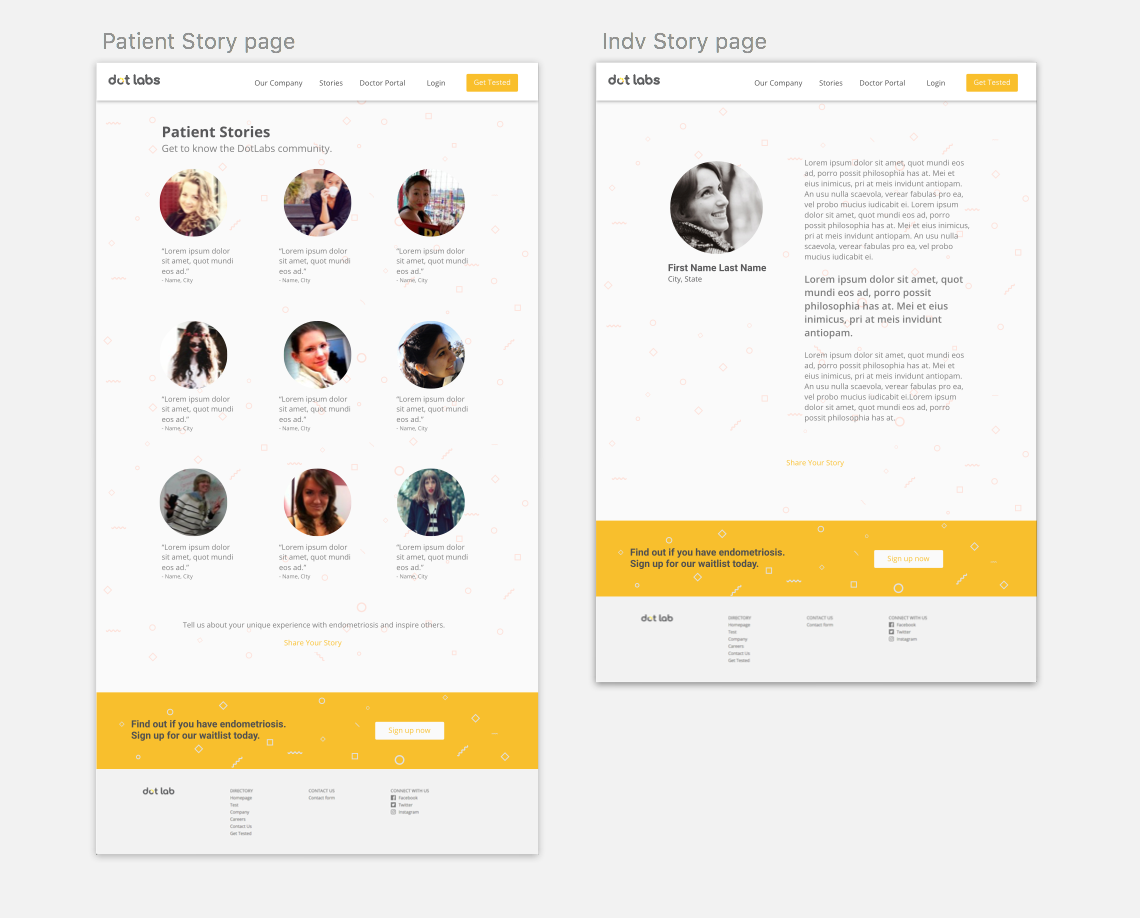 Patient Story page
dot labs
Our Company Stories Doctor Portal Login Get Tested
Patient Stories
Get to know the DotLabs community.
“Lorem ipsum dolor
sit amet, quot mundi
eos ad.”
- Name, City
“Lorem ipsum dolor
sit amet, quot mundi
eos ad.”
- Name, City
“Lorem ipsum dolor
sit amet, quot mundi
eos ad.”
- Name, City
“Lorem ipsum dolor
sit amet, quot mundi
eos ad.”
- Name, City
“Lorem ipsum dolor
sit amet, quot mundi
eos ad.”
- Name, City
“Lorem ipsum dolor
sit amet, quot mundi
eos ad.”
- Name, City
“Lorem ipsum dolor
sit amet, quot mundi
eos ad.”
- Name, City
“Lorem ipsum dolor
sit amet, quot mundi
eos ad.”
- Name, City
“Lorem ipsum dolor
sit amet, quot mundi
eos ad.”
- Name, City
Tell us about your unique experience with endometriosis and inspire others.
Share Your Story
Find out if you have endometriosis.
Sign up for our waitlist today.
Sign up now
dot lab
DIRECTORY
Homepage
Test
Company
Careers
Contact Us
Get Tested
CONTACT US
Contact form
CONNECT WITH US
Facebook
Twitter
Instagram
Indv Story page
dot labs
Our Company Stories Doctor Portal Login Get Tested
First Name Last Name
City, State
Lorem ipsum dolor sit amet, quot mundi eos
ad, porro possit philosophia has at. Mei et
eius inimicus, pri at meis invidunt antiopam.
An usu nulla scaevola, verear fabulas pro ea,
vel probo mucius iudicabit ei. Lorem ipsum
dolor sit amet, quot mundi eos ad, porro
possit philosophia has at. Mei et eius inimicus,
pri at meis invidunt antiopam. An usu nulla
scaevola, verear fabulas pro ea, vel probo
mucius iudicabit ei.
Lorem ipsum dolor sit amet, quot
mundi eos ad, porro possit
philosophia has at. Mei et eius
inimicus, pri at meis invidunt
antiopam.
Lorem ipsum dolor sit amet, quot mundi eos
ad, porro possit philosophia has at. Mei et
eius inimicus, pri at meis invidunt antiopam.
An usu nulla scaevola, verear fabulas pro ea,
vel probo mucius iudicabit ei.Lorem ipsum
dolor sit amet, quot mundi eos ad, porro
possit philosophia has at.
Share Your Story
Find out if you have endometriosis.
Sign up for our waitlist today.
Sign up now
dot lab
DIRECTORY
Homepage
Test
Company
Careers
Contact Us
Get Tested
CONTACT US
Contact form
CONNECT WITH US
Facebook
Twitter
Instagram